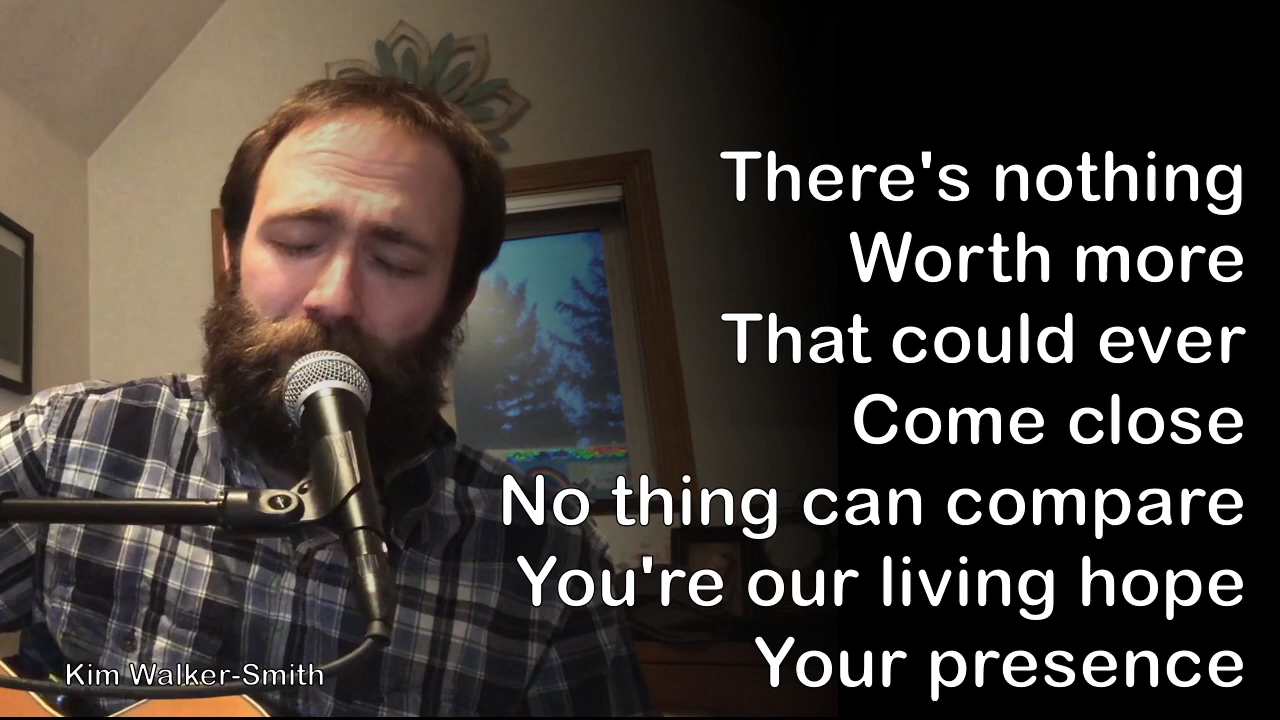 There's nothing
Worth more
That could ever
Come close
No thing can compare
You're our living hope
Your presence
Kim Walker-Smith